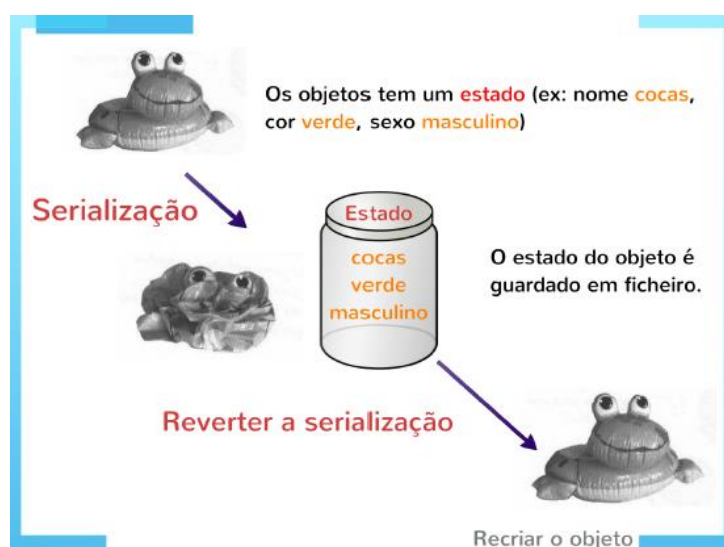 Os objetos tem um estado (ex: nome cocas,
cor verde, sexo masculino)
Serialização
Estado
cocas
verde
masculino
O estado do objeto é
guardado em ficheiro.
Reverter a serialização
Recriar o objeto